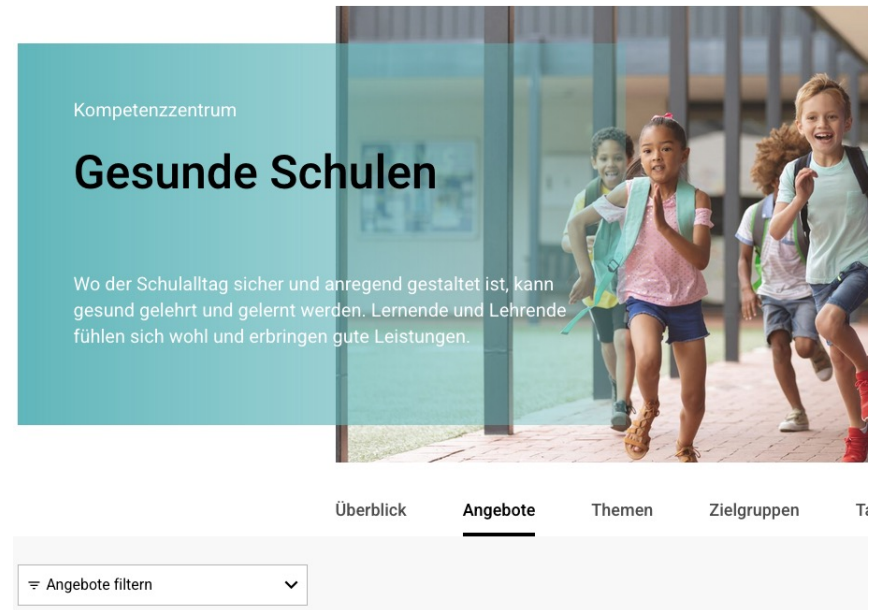 Kompetenzzentrum
Gesunde Schulen
Wo der Schulalltag sicher und anregend gestaltet ist, kann
gesund gelehrt und gelernt werden. Lernende und Lehrende
fühlen sich wohl und erbringen gute Leistungen.
Überblick Angebote Themen Zielgruppen
Angebote filtern